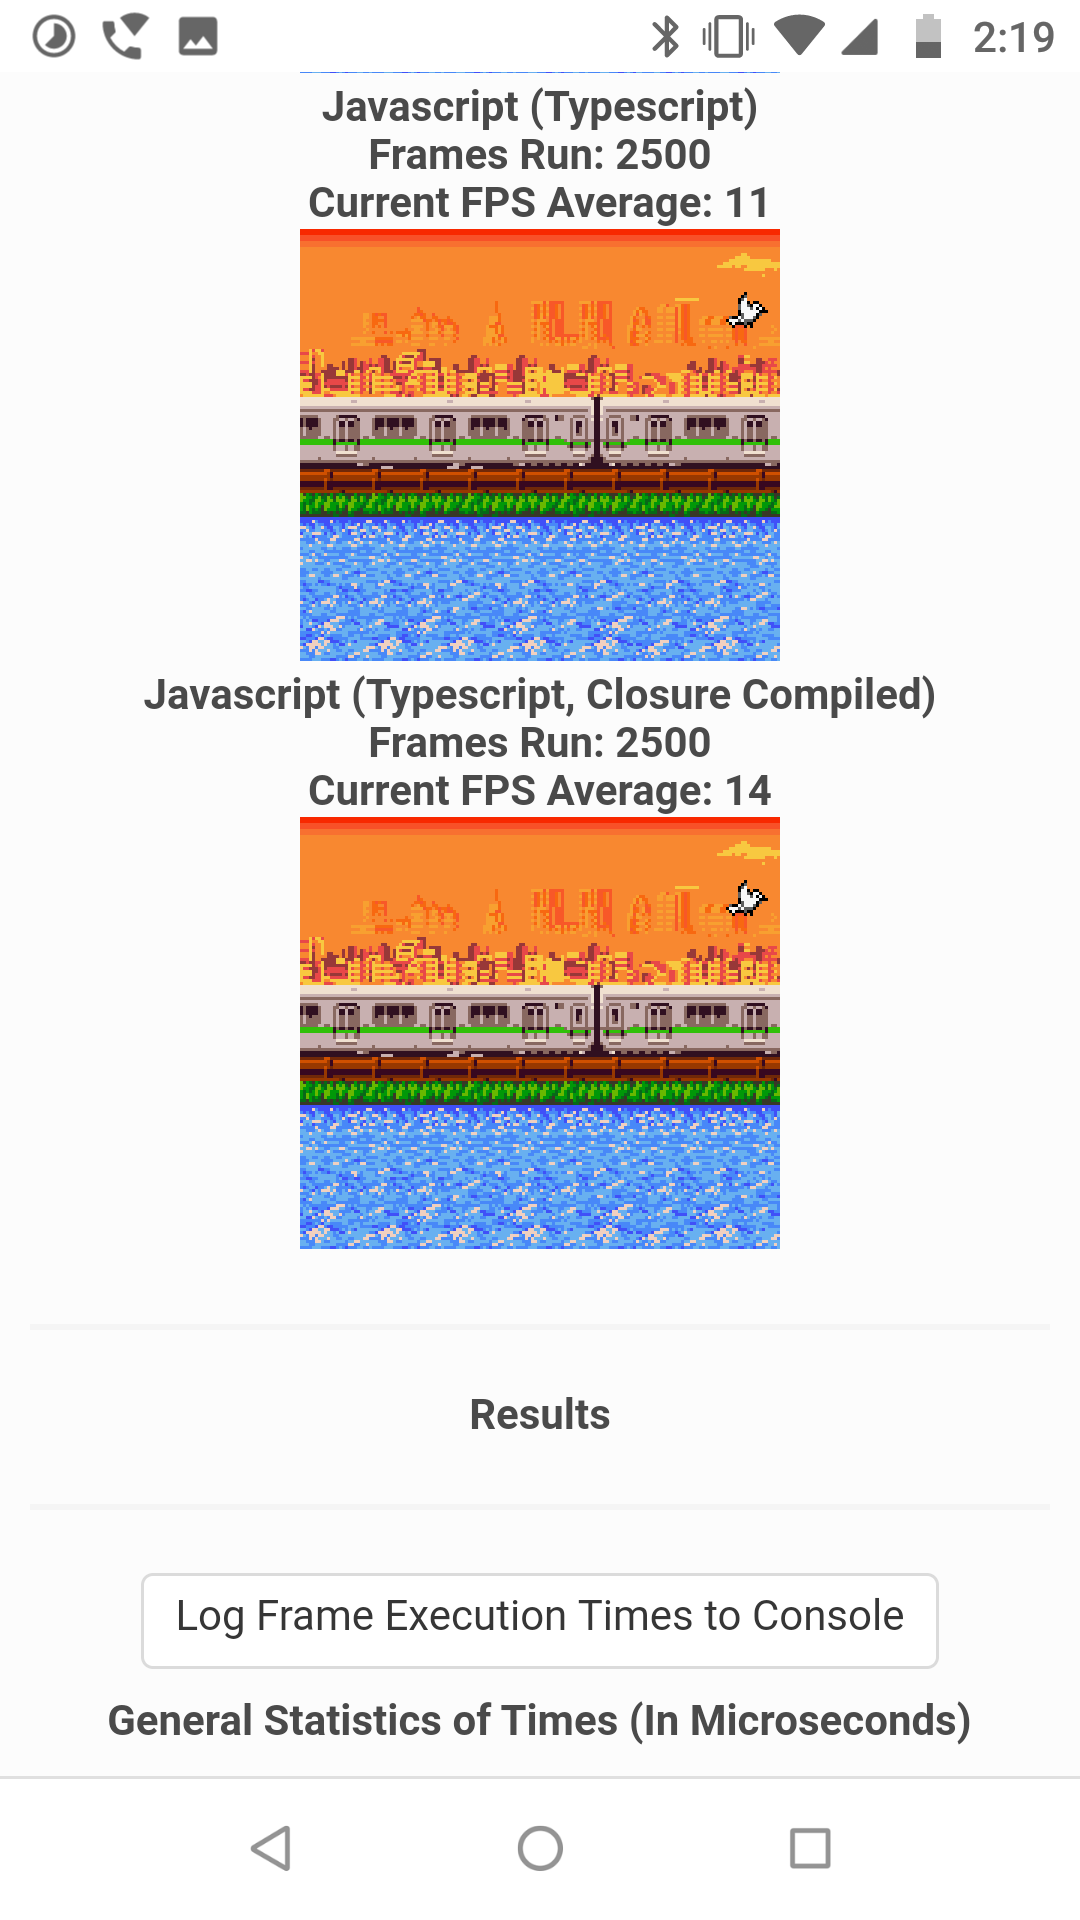 2:19
Javascript (Typescript)
Frames Run: 2500
Current FPS Average: 11
Javascript (Typescript, Closure Compiled)
Frames Run: 2500
Current FPS Average: 14
Results
Log Frame Execution Times to Console
General Statistics of Times (In Microseconds)